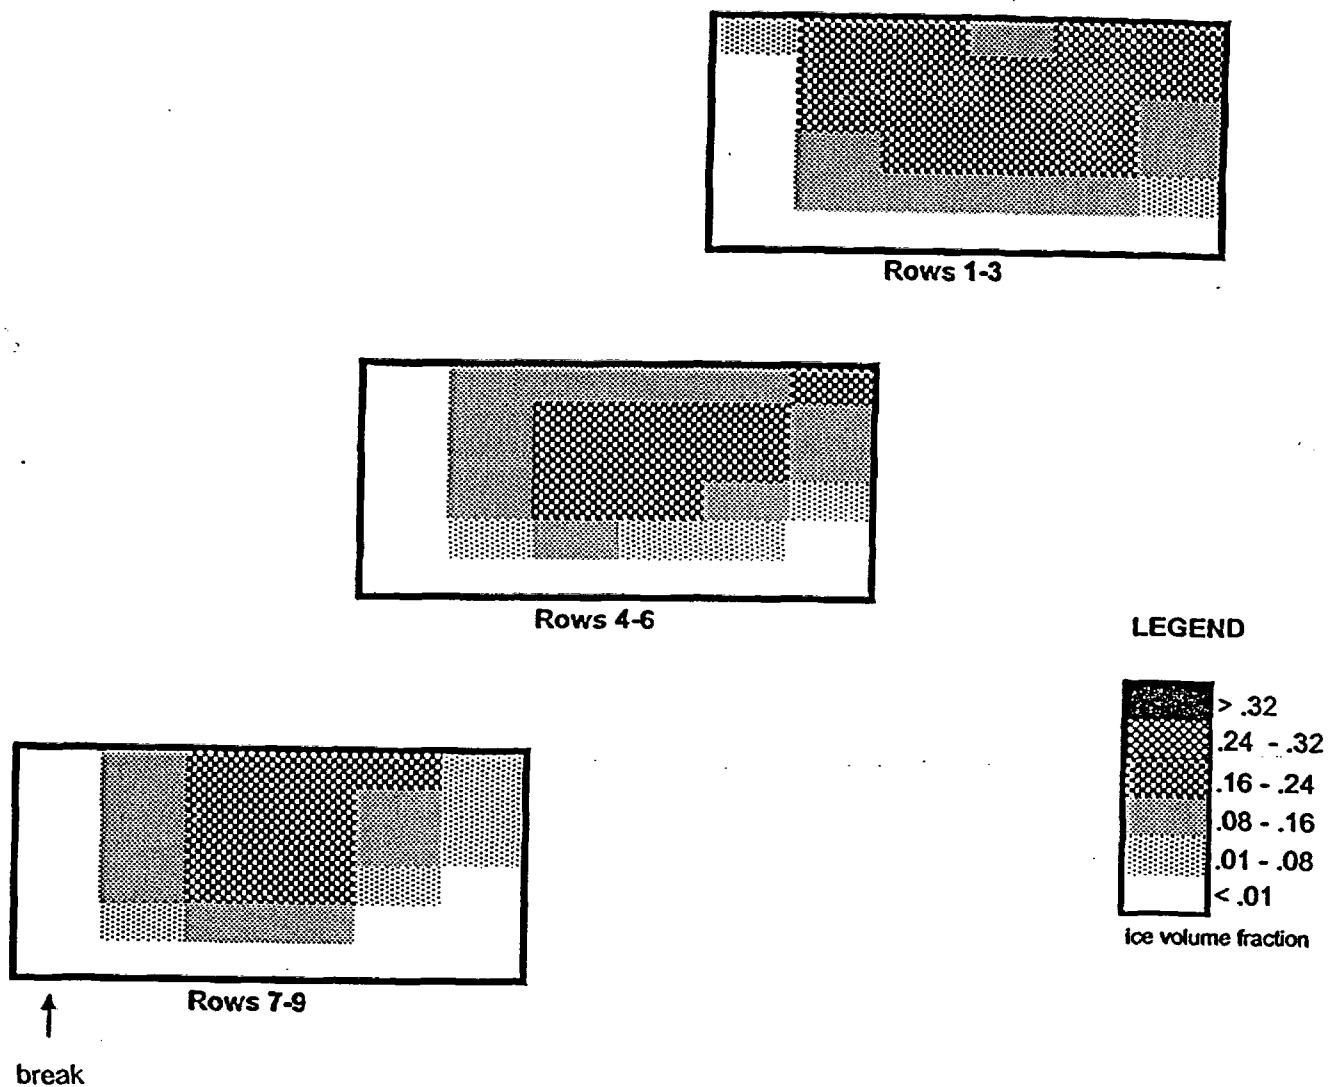 Rows 1-3
Rows 4-6
LEGEND
> .32
.24 - .32
.16 - .24
.08 - .16
.01 - .08
< .01
ice volume fraction
Rows 7-9
break